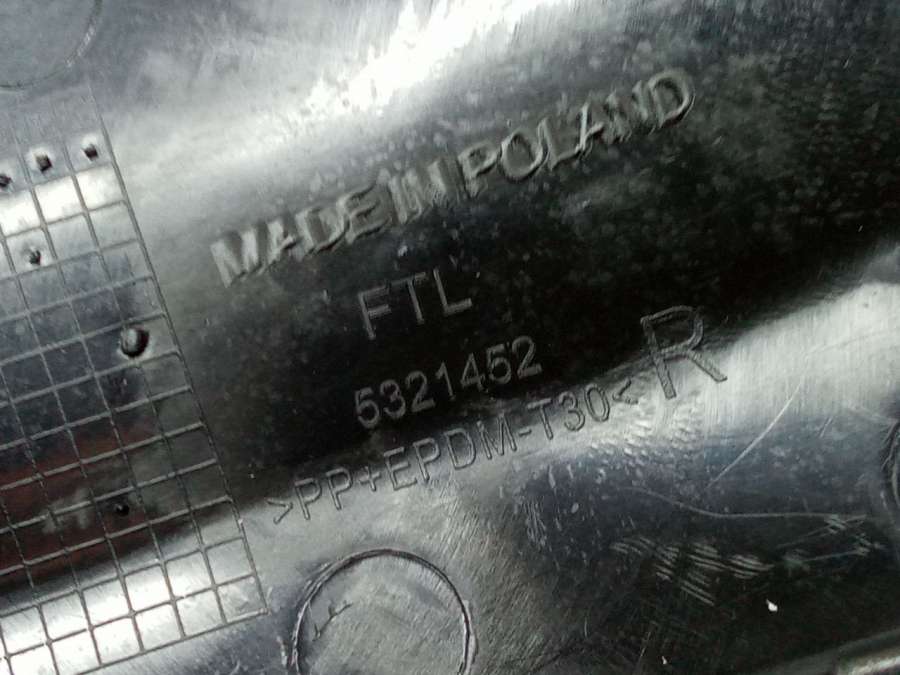 MADE IN POLAND
FTL
5321452
R
>PP+EPDM-T30<